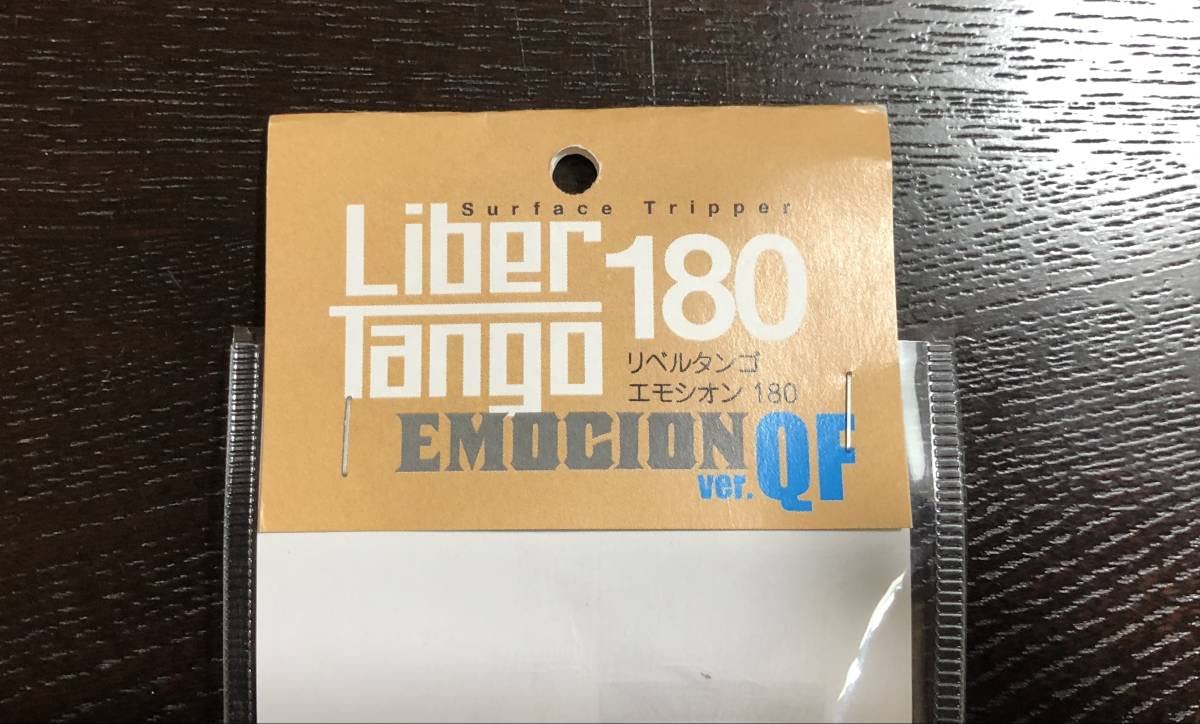 Surface Tripper
Liber
Tango 180
リベルタンゴ
エモシオン 180
EMOCION
ver. QF